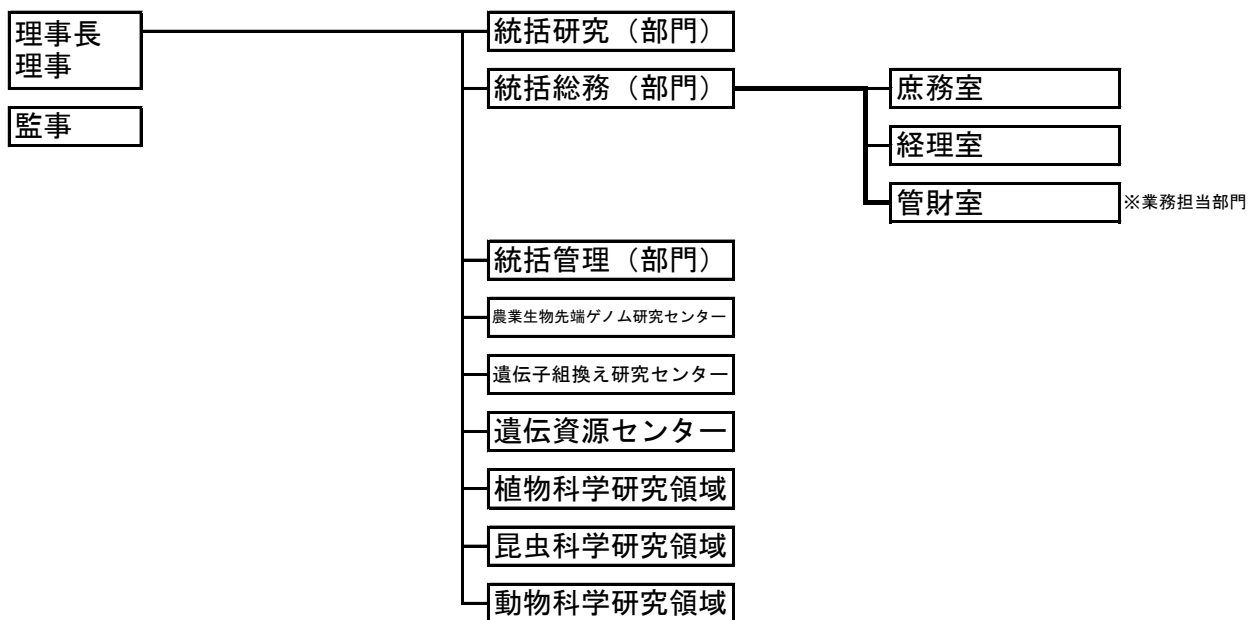 理事長
理事
監事
統括研究（部門）
統括総務（部門）
庶務室
経理室
管財室
※業務担当部門
統括管理（部門）
農業生物先端ゲノム研究センター
遺伝子組換え研究センター
遺伝資源センター
植物科学研究領域
昆虫科学研究領域
動物科学研究領域